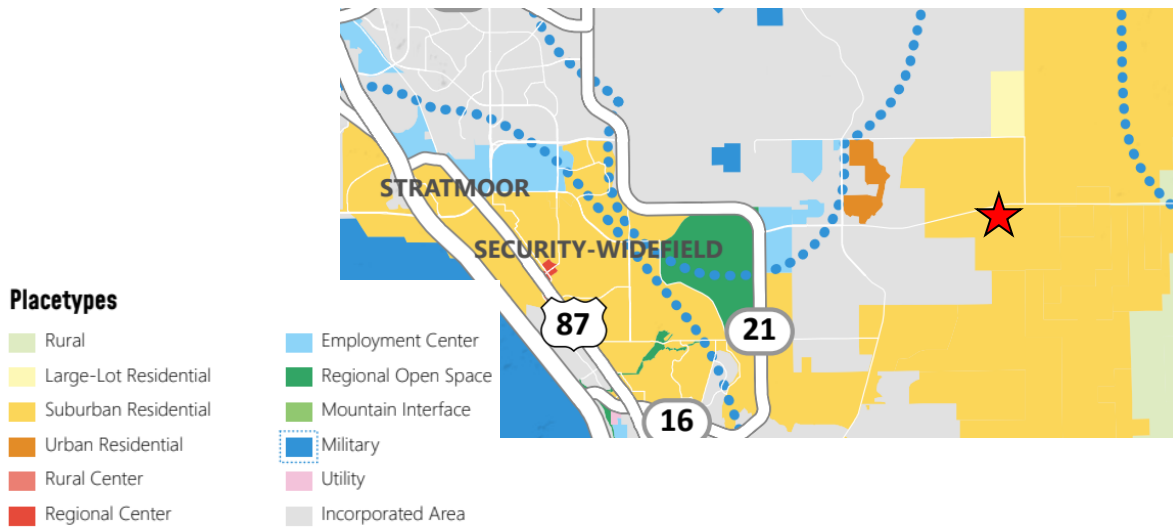 STRATMOOR
SECURITY-WIDEFIELD
87
21
16
Placetypes
Rural
Large-Lot Residential
Suburban Residential
Urban Residential
Rural Center
Regional Center
Employment Center
Regional Open Space
Mountain Interface
Military
Utility
Incorporated Area